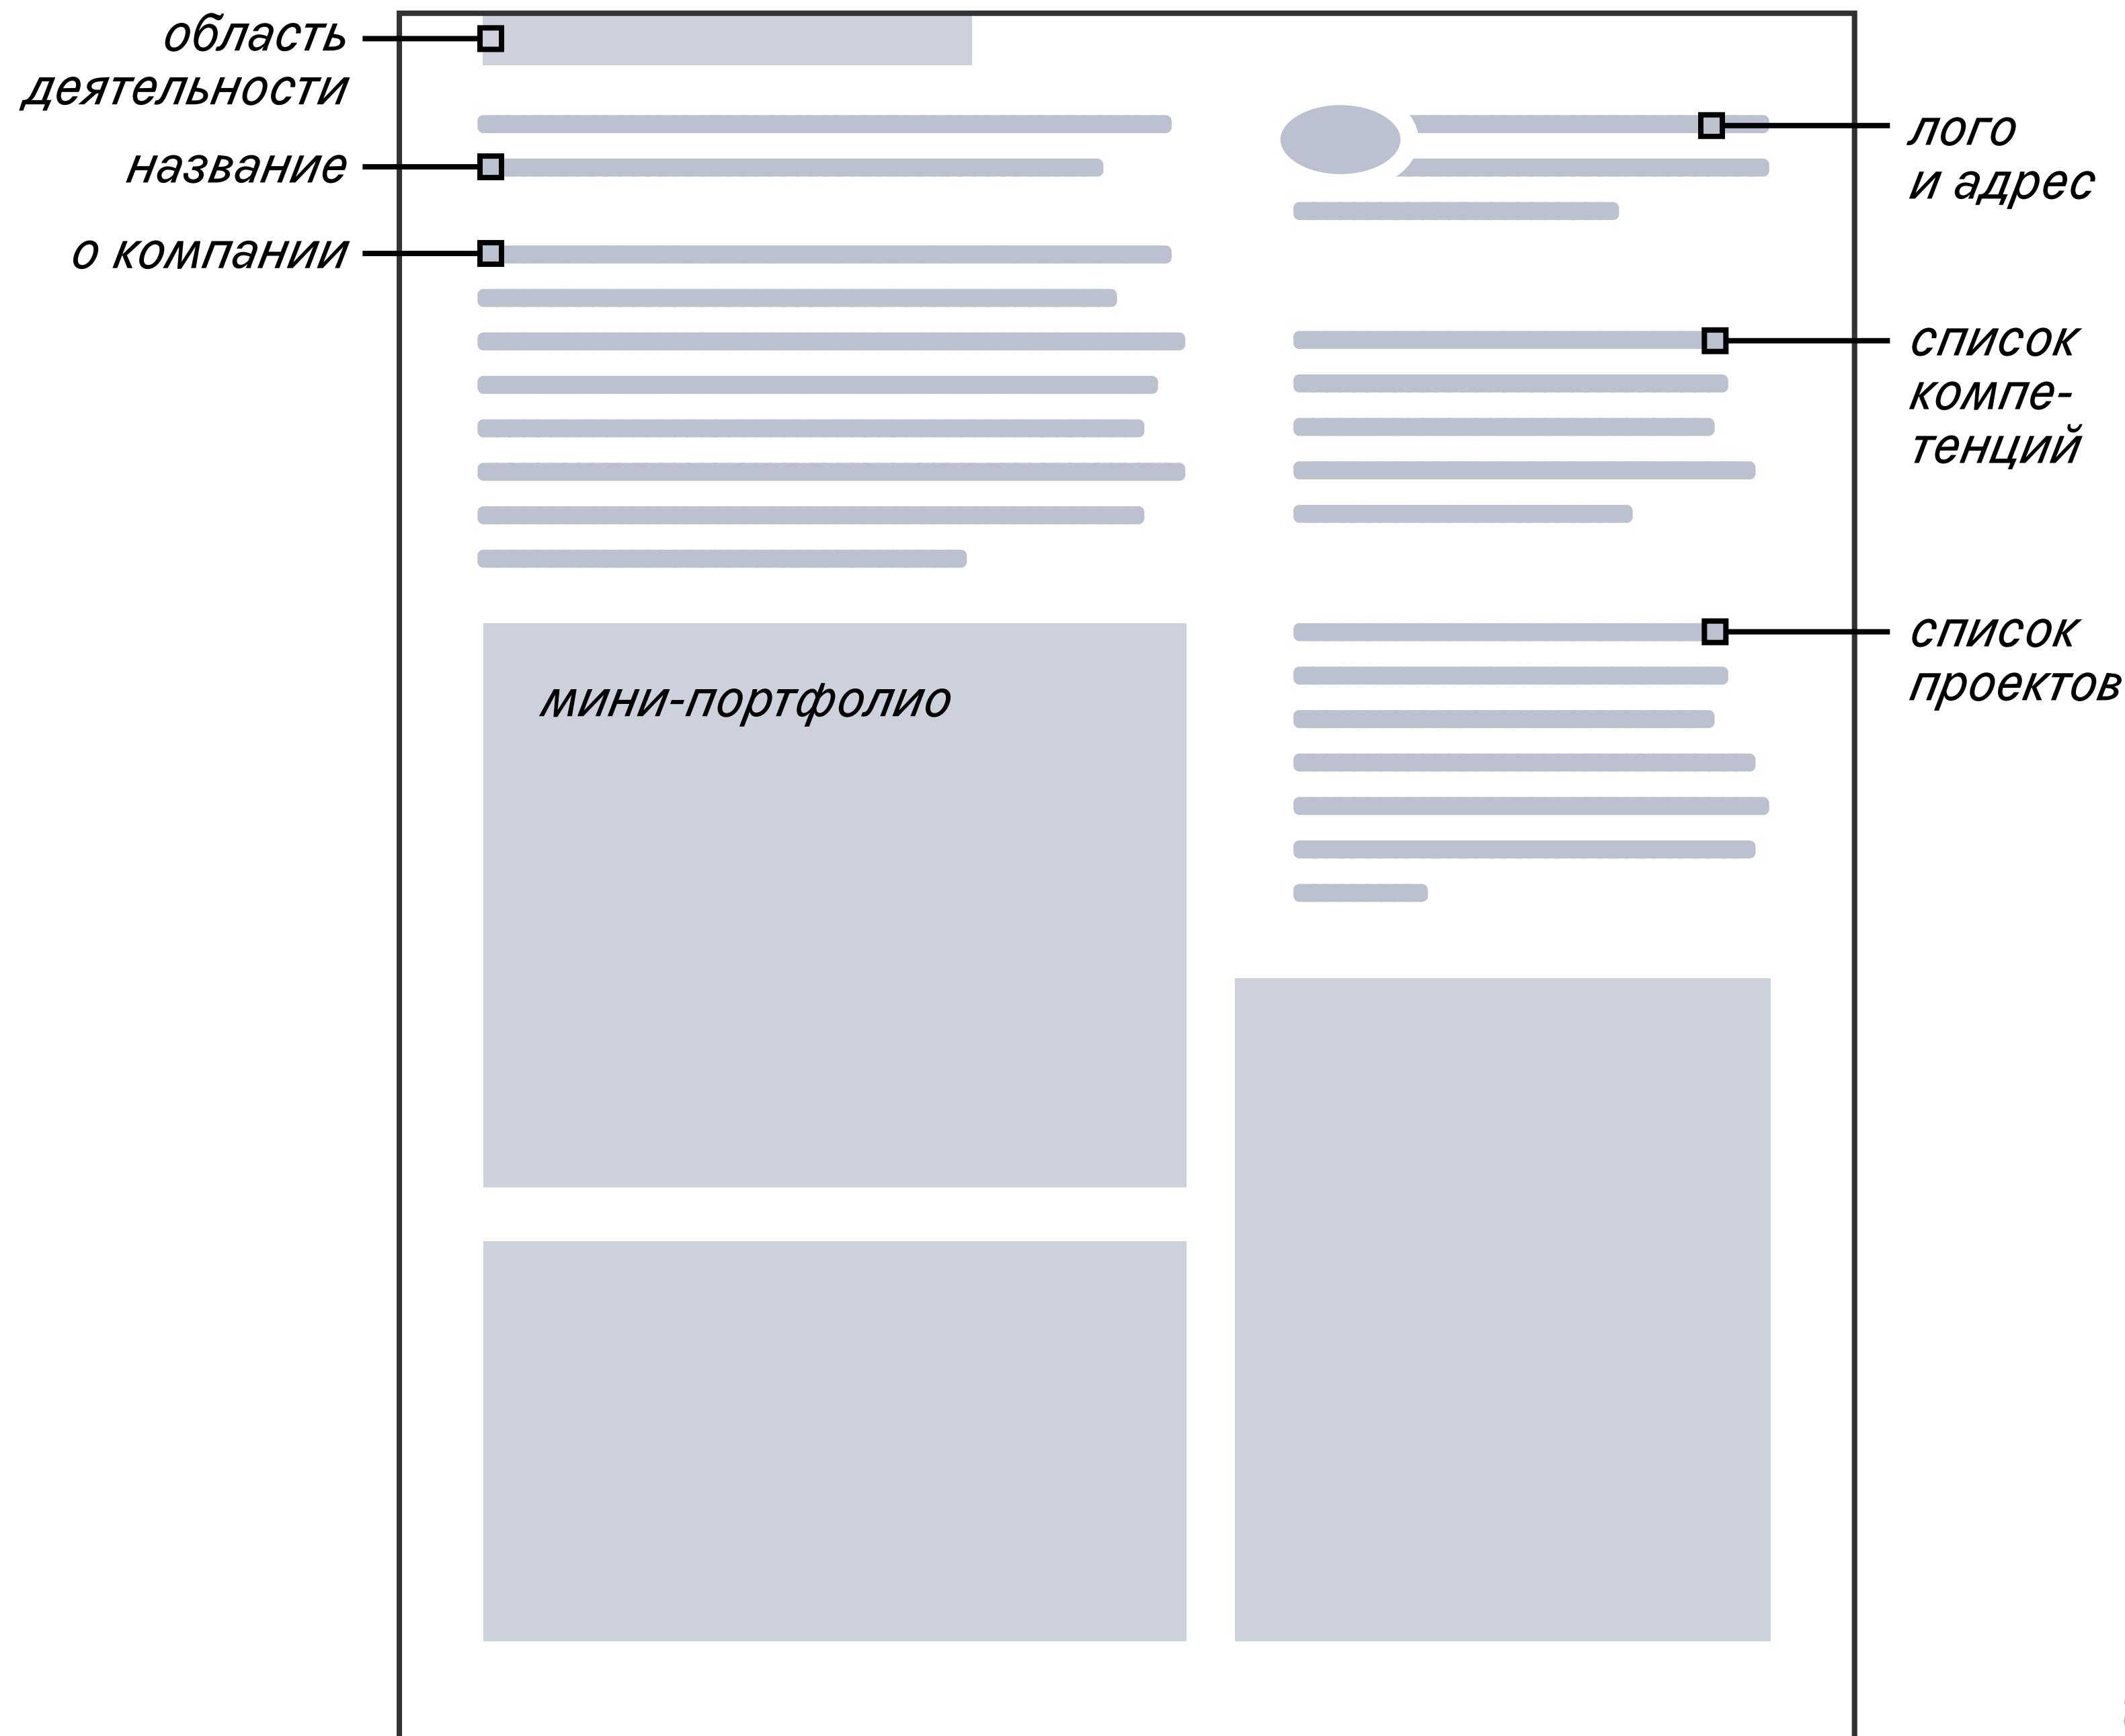 область
деятельности
название
о компании
лого
и адрес
список
компе-
тенций
список
проектов
мини-портфолио